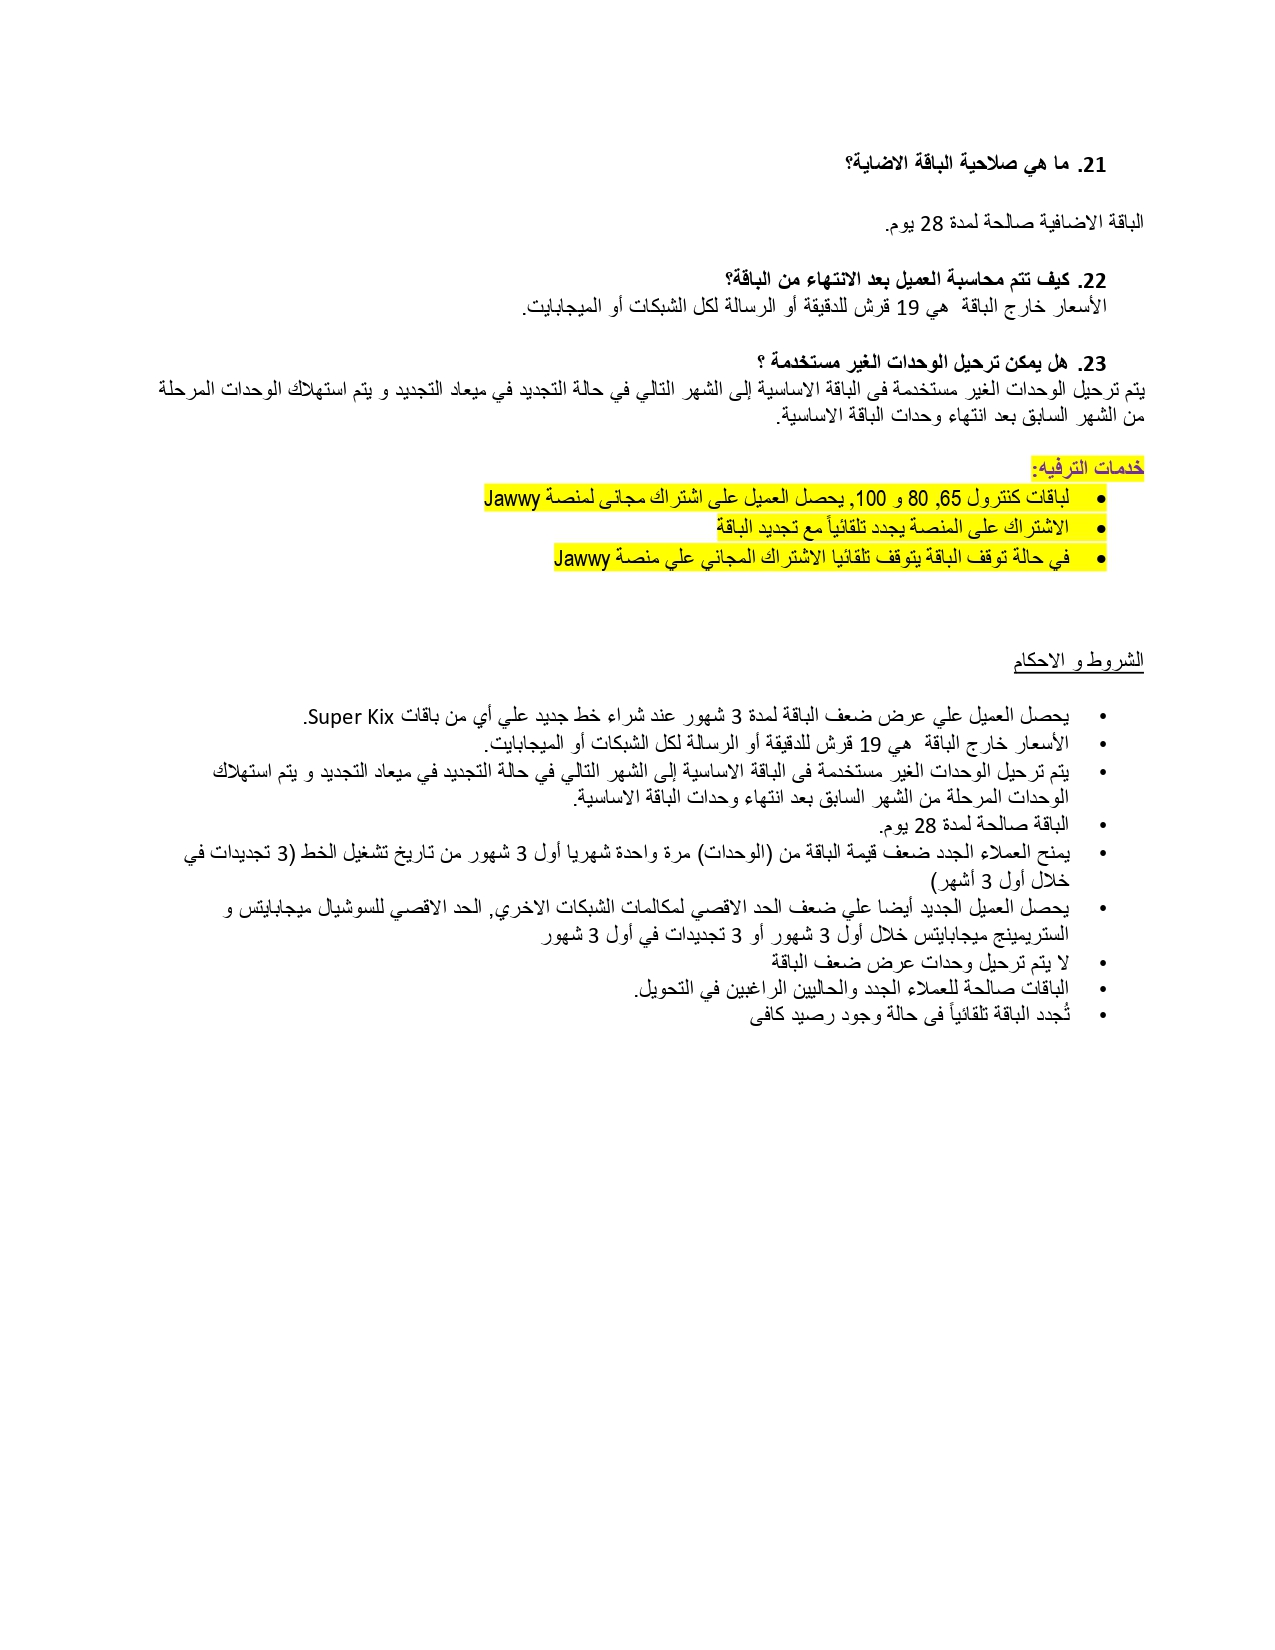 21. ما هي صلاحية الباقة الاضاية؟
الباقة الاضافية صالحة لمدة 28 يوم.
22. كيف تتم محاسبة العميل بعد الانتهاء من الباقة؟
الأسعار خارج الباقة هي 19 قرش للدقيقة أو الرسالة لكل الشبكات أو الميجابايت.
23. هل يمكن ترحيل الوحدات الغير مستخدمة ؟
يتم ترحيل الوحدات الغير مستخدمة فى الباقة الاساسية إلى الشهر التالي في حالة التجديد في ميعاد التجديد و يتم استهلاك الوحدات المرحلة
من الشهر السابق بعد انتهاء وحدات الباقة الاساسية.
خدمات الترفيه:
• لباقات كنترول 65, 80 و 100, يحصل العميل على اشتراك مجانى لمنصة Jawwy
• الاشتراك على المنصة يجدد تلقائياً مع تجديد الباقة
• في حالة توقف الباقة يتوقف تلقائيا الاشتراك المجاني علي منصة Jawwy
الشروط و الاحكام
• يحصل العميل علي عرض ضعف الباقة لمدة 3 شهور عند شراء خط جديد علي أي من باقات Super Kix.
• الأسعار خارج الباقة هي 19 قرش للدقيقة أو الرسالة لكل الشبكات أو الميجابايت.
• يتم ترحيل الوحدات الغير مستخدمة فى الباقة الاساسية إلى الشهر التالي في حالة التجديد في ميعاد التجديد و يتم استهلاك
الوحدات المرحلة من الشهر السابق بعد انتهاء وحدات الباقة الاساسية.
• الباقة صالحة لمدة 28 يوم.
• يمنح العملاء الجدد ضعف قيمة الباقة من (الوحدات) مرة واحدة شهريا أول 3 شهور من تاريخ تشغيل الخط (3 تجديدات في
خلال أول 3 أشهر)
• يحصل العميل الجديد أيضا علي ضعف الحد الاقصي لمكالمات الشبكات الاخري, الحد الاقصي للسوشيال ميجابايتس و
الستريمينج ميجابايتس خلال أول 3 شهور أو 3 تجديدات في أول 3 شهور
• لا يتم ترحيل وحدات عرض ضعف الباقة
• الباقات صالحة للعملاء الجدد والحاليين الراغبين في التحويل.
• تُجدد الباقة تلقائياً فى حالة وجود رصيد كافى